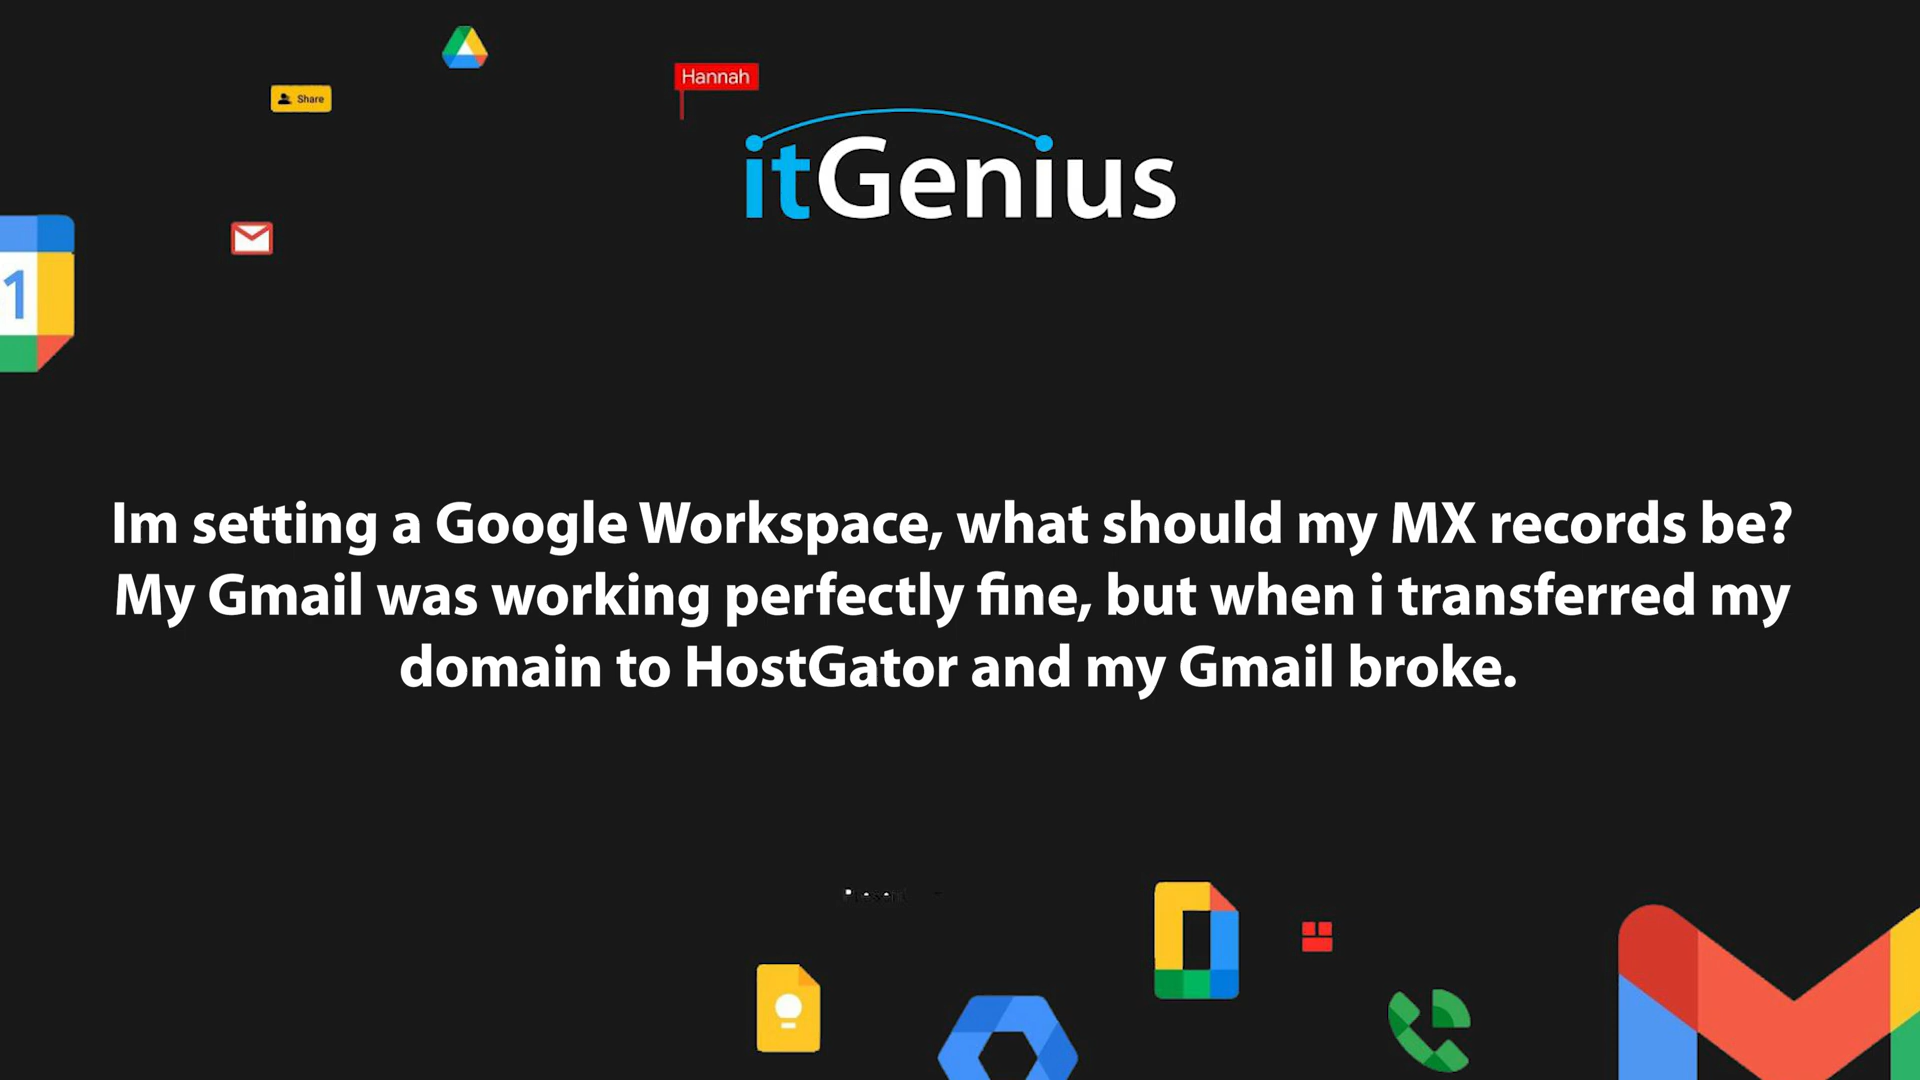 Hannah
Share
itGenius
1
Im setting a Google Workspace, what should my MX records be?
My Gmail was working perfectly fine, but when i transferred my
domain to HostGator and my Gmail broke.